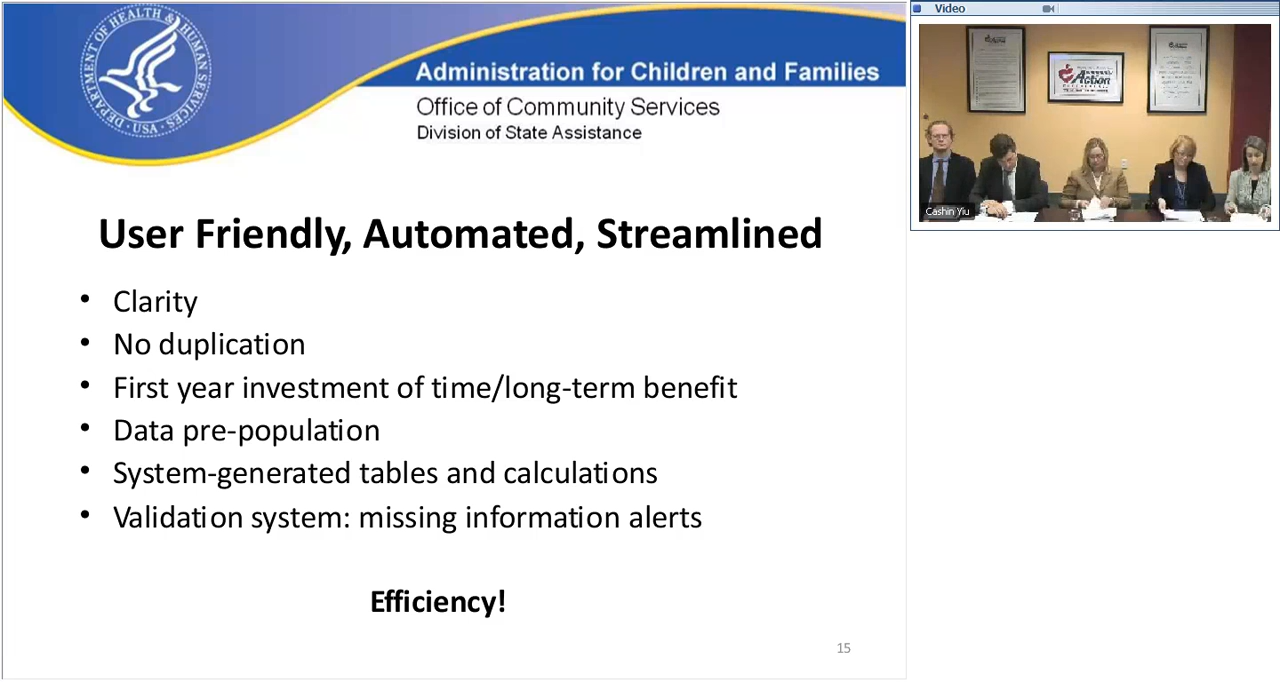 DEPARTMENT OF HEALTH & HUMAN SERVICES · USA
Administration for Children and Families
Office of Community Services
Division of State Assistance
User Friendly, Automated, Streamlined
• Clarity
• No duplication
• First year investment of time/long-term benefit
• Data pre-population
• System-generated tables and calculations
• Validation system: missing information alerts
Efficiency!
15
Video
Action
Cashin Yiu